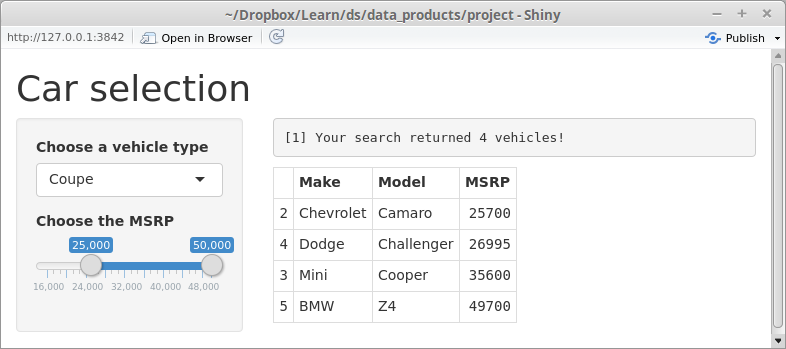 ~/Dropbox/Learn/ds/data_products/project - Shiny
http://127.0.0.1:3842 Open in Browser Publish
Car selection
Choose a vehicle type
Coupe
Choose the MSRP
25,000 50,000
16,000 24,000 32,000 40,000 48,000
[1] Your search returned 4 vehicles!
Make Model MSRP
2 Chevrolet Camaro 25700
4 Dodge Challenger 26995
3 Mini Cooper 35600
5 BMW Z4 49700